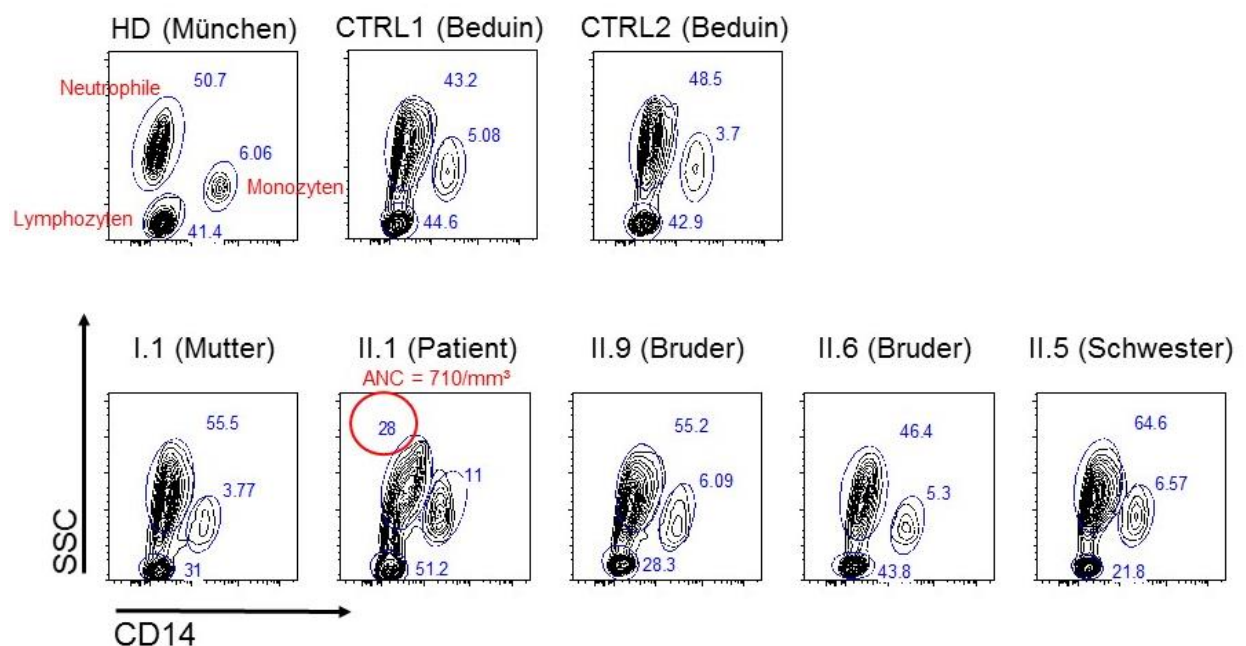 HD (München)
CTRL1 (Beduin)
CTRL2 (Beduin)
Neutrophile
50.7
6.06
Monozyten
Lymphozyten
41.4
43.2
5.08
44.6
48.5
3.7
42.9
I.1 (Mutter)
II.1 (Patient)
II.9 (Bruder)
II.6 (Bruder)
II.5 (Schwester)
ANC = 710/mm³
55.5
3.77
31
28
11
51.2
55.2
6.09
28.3
46.4
5.3
43.8
64.6
6.57
21.8
SSC
CD14